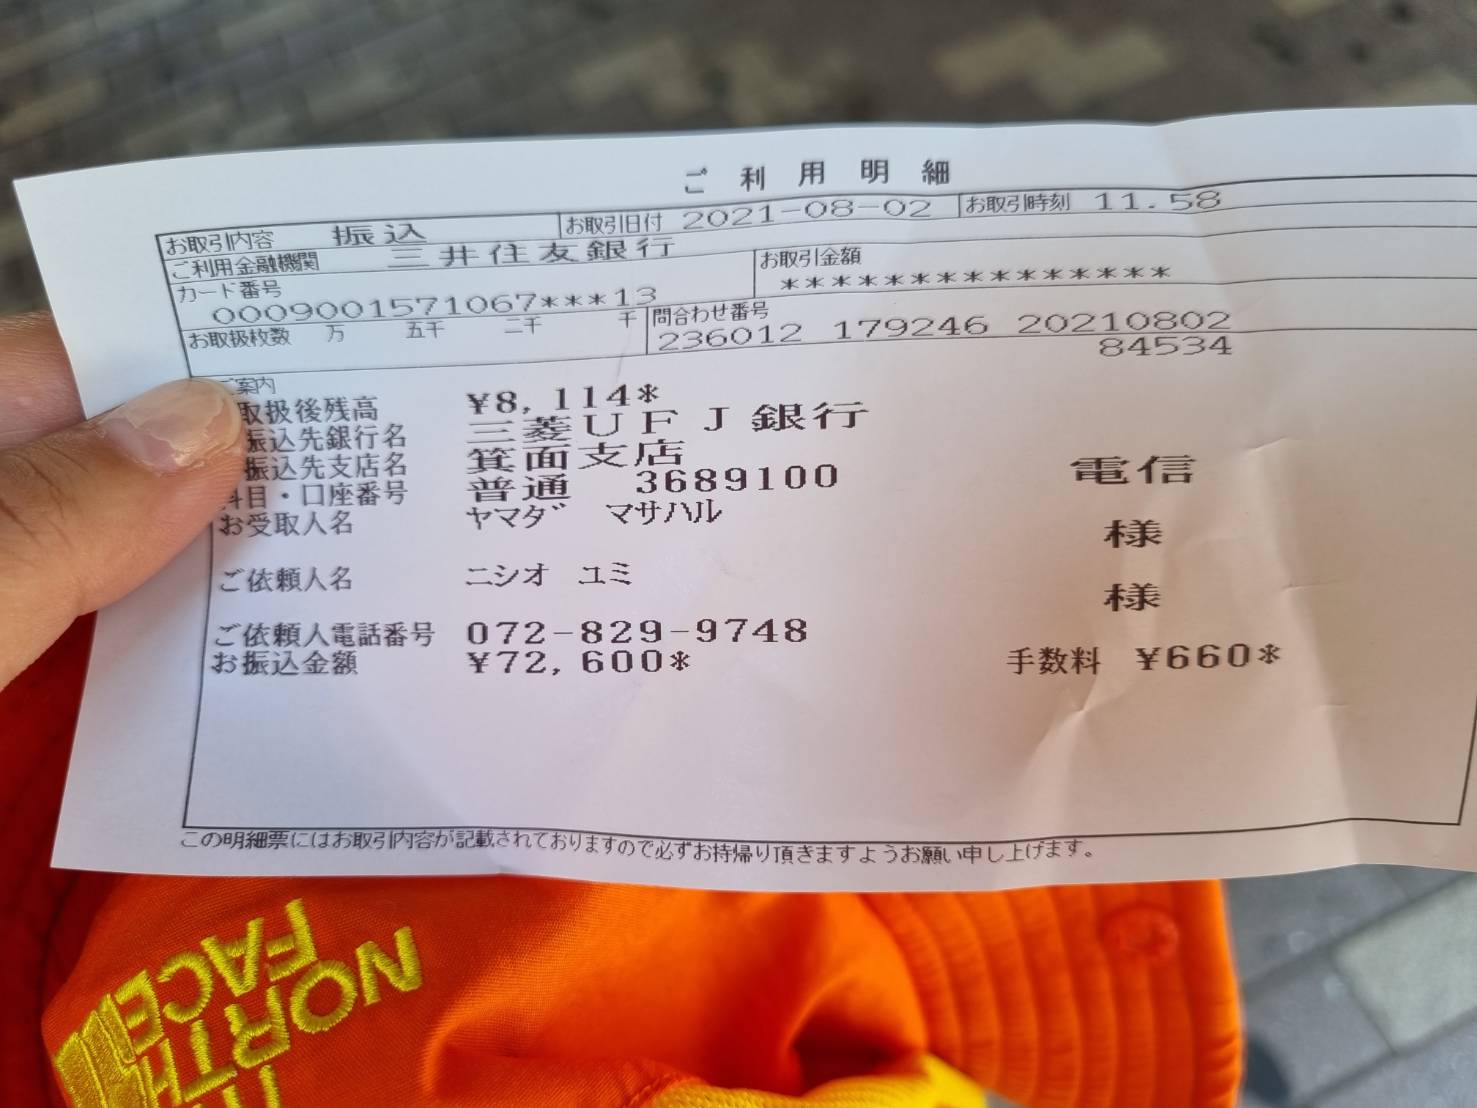 ご利用明細
お取引内容 振込 お取引日付 2021-08-02 お取引時刻 11.58
ご利用金融機関 三井住友銀行 お取引金額
カード番号 ***************
0009001571067***13
お取扱枚数 万 五千 二千 千 問合わせ番号
236012 179246 20210802
84534
ご案内
取扱後残高 ¥8,114*
振込先銀行名 三菱UFJ銀行
振込先支店名 箕面支店 電信
科目・口座番号 普通 3689100
お受取人名 ヤマダ゛ マサハル 様
ご依頼人名 ニシオ ユミ 様
ご依頼人電話番号 072-829-9748
お振込金額 ¥72,600* 手数料 ¥660*
この明細票にはお取引内容が記載されておりますので必ずお持帰り頂きますようお願い申し上げます。
THE
NORTH
FACE